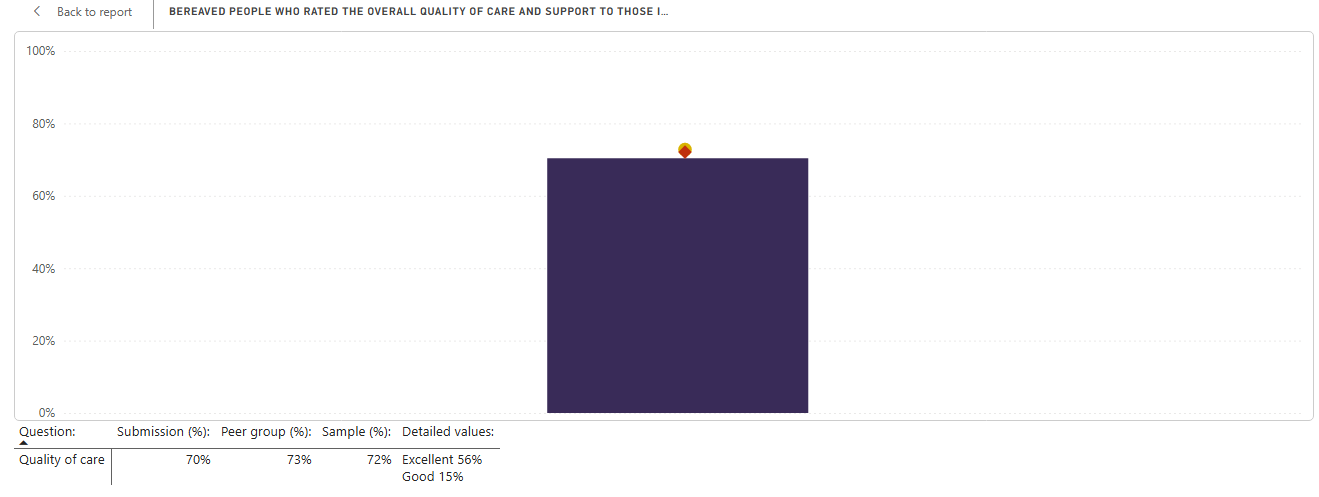 Back to report
BEREAVED PEOPLE WHO RATED THE OVERALL QUALITY OF CARE AND SUPPORT TO THOSE I...
100%
80%
60%
40%
20%
0%
Question: Submission (%): Peer group (%): Sample (%): Detailed values:
Quality of care 70% 73% 72% Excellent 56%
Good 15%